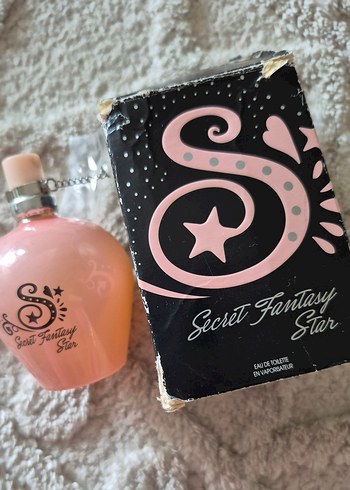 Secret Fantasy
Star
Secret Fantasy
Star
EAU DE TOILETTE
EN VAPORISATEUR